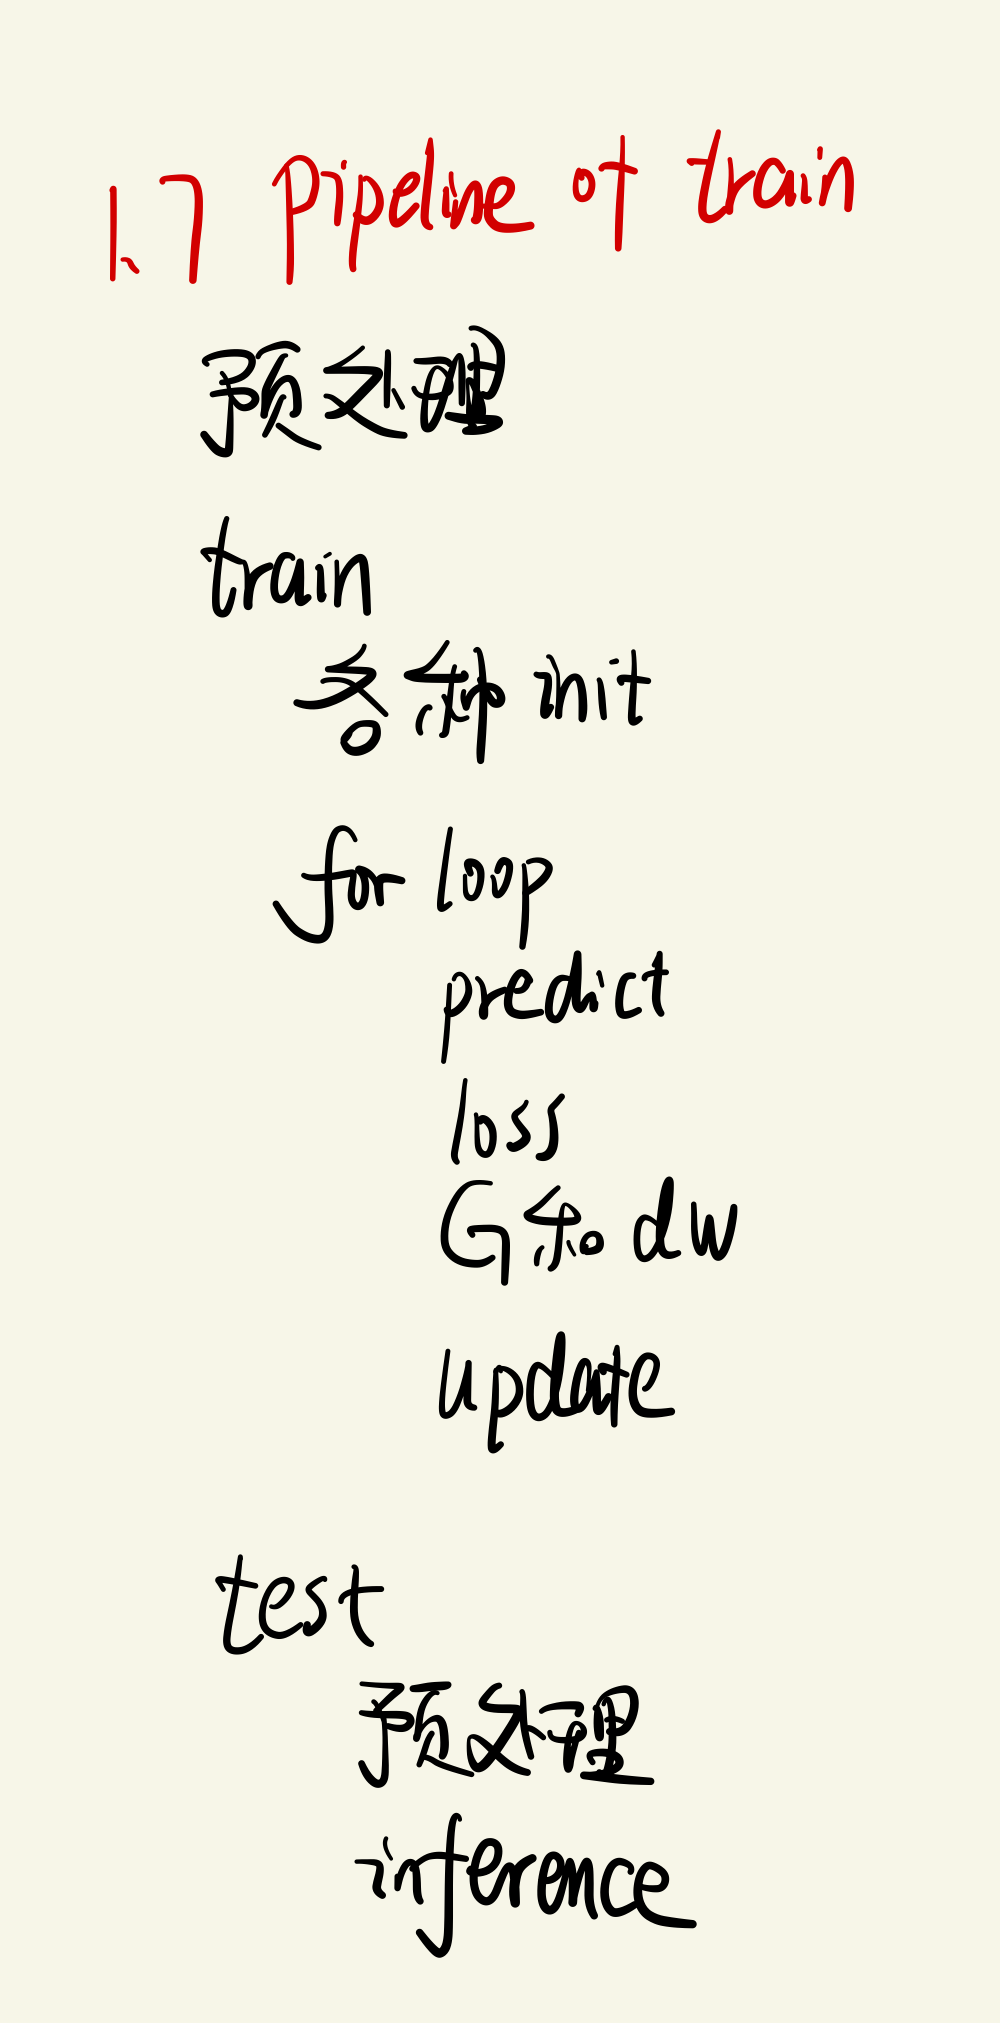 1.7 pipeline of train
预处理
train
各种 init
for loop
predict
loss
G和 dw
update
test
预处理
inference